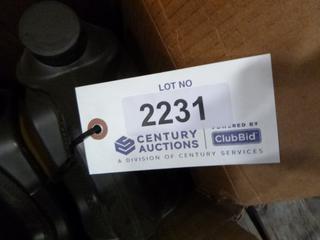 LOT NO
2231
CENTURY AUCTIONS
POWERED BY
ClubBid
A DIVISION OF CENTURY SERVICES